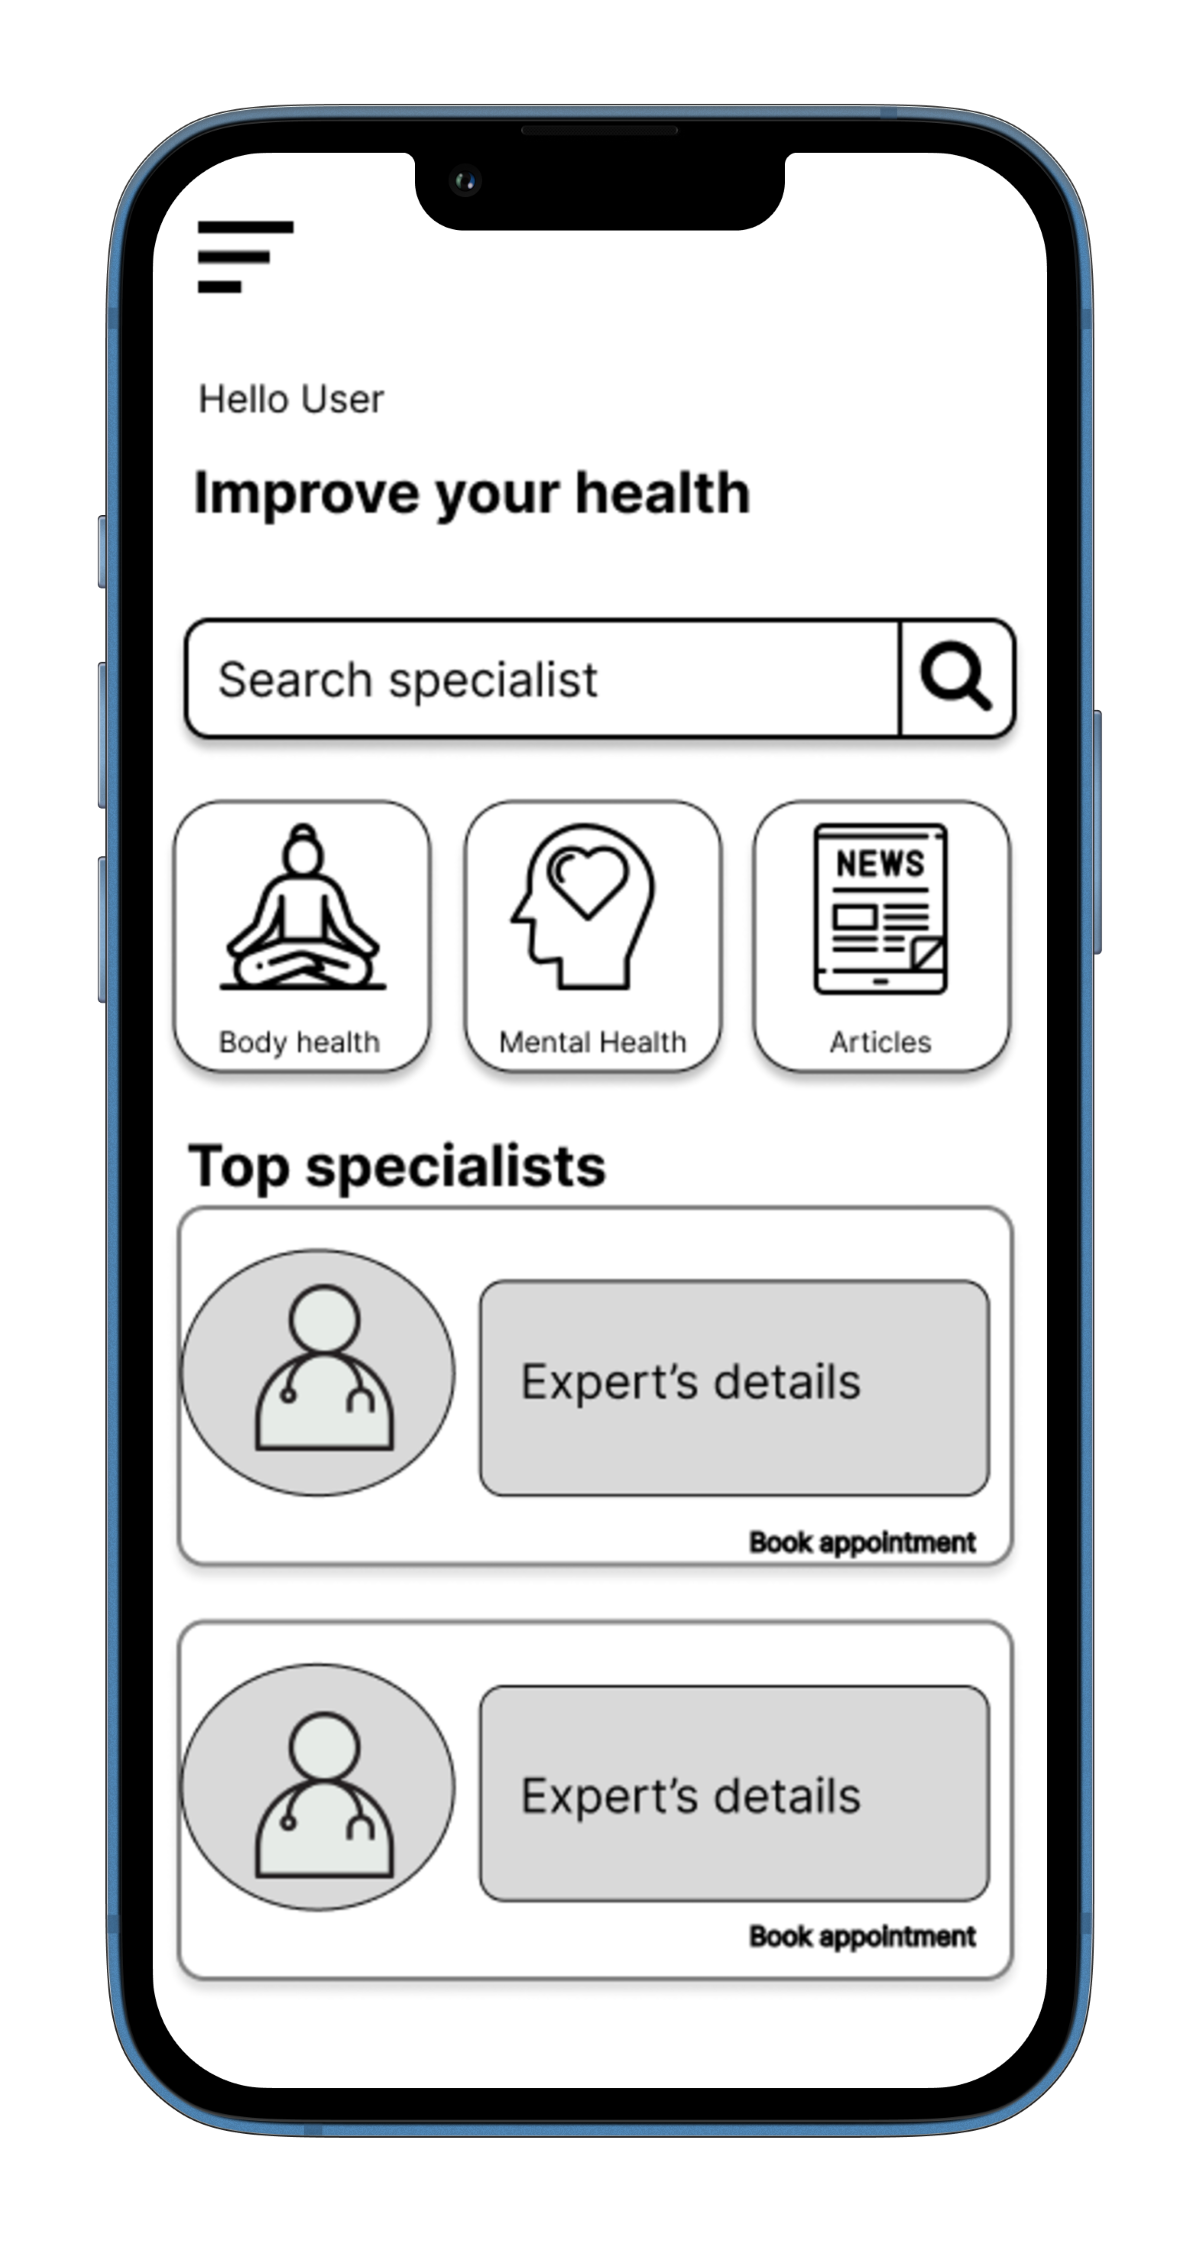 Hello User
Improve your health
Search specialist
NEWS
Body health
Mental Health
Articles
Top specialists
Expert’s details
Book appointment
Expert’s details
Book appointment